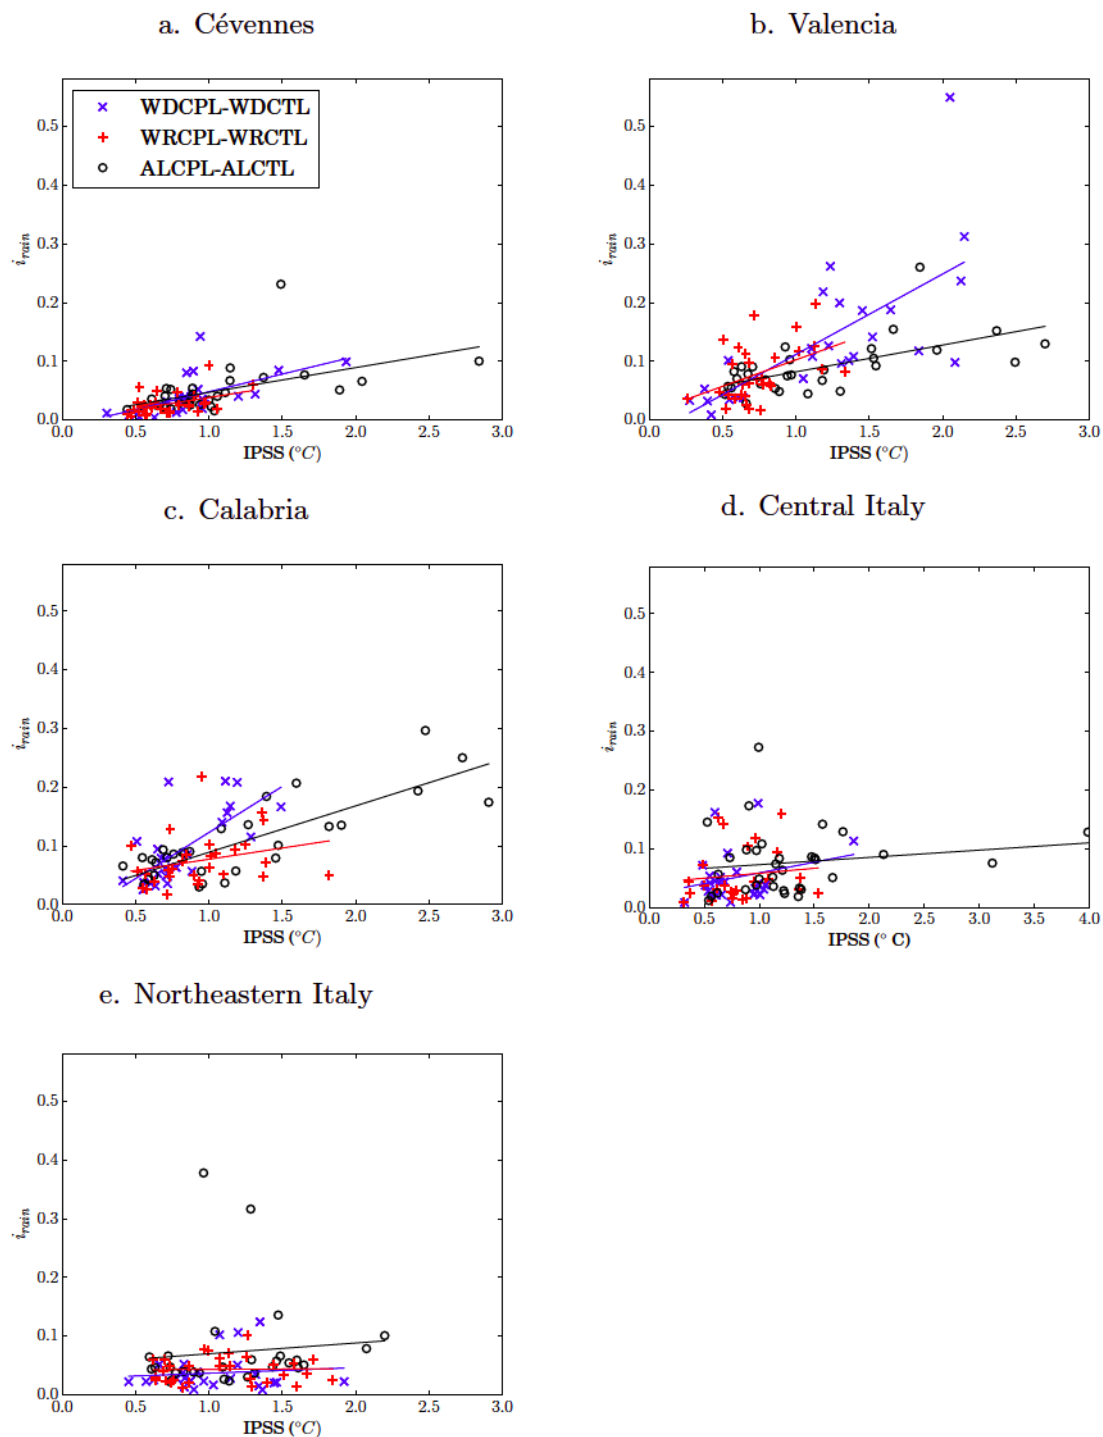 a. Cévennes
b. Valencia
0.5
0.4
0.3
0.2
0.1
0.0
i_rain
WDCPL-WDCTL
WRCPL-WRCTL
ALCPL-ALCTL
0.0 0.5 1.0 1.5 2.0 2.5 3.0
IPSS (°C)
0.5
0.4
0.3
0.2
0.1
0.0
i_rain
0.0 0.5 1.0 1.5 2.0 2.5 3.0
IPSS (°C)
c. Calabria
d. Central Italy
0.5
0.4
0.3
0.2
0.1
0.0
i_rain
0.0 0.5 1.0 1.5 2.0 2.5 3.0
IPSS (°C)
0.5
0.4
0.3
0.2
0.1
0.0
i_rain
0.0 0.5 1.0 1.5 2.0 2.5 3.0 3.5 4.0
IPSS (° C)
e. Northeastern Italy
0.5
0.4
0.3
0.2
0.1
0.0
i_rain
0.0 0.5 1.0 1.5 2.0 2.5 3.0
IPSS (°C)